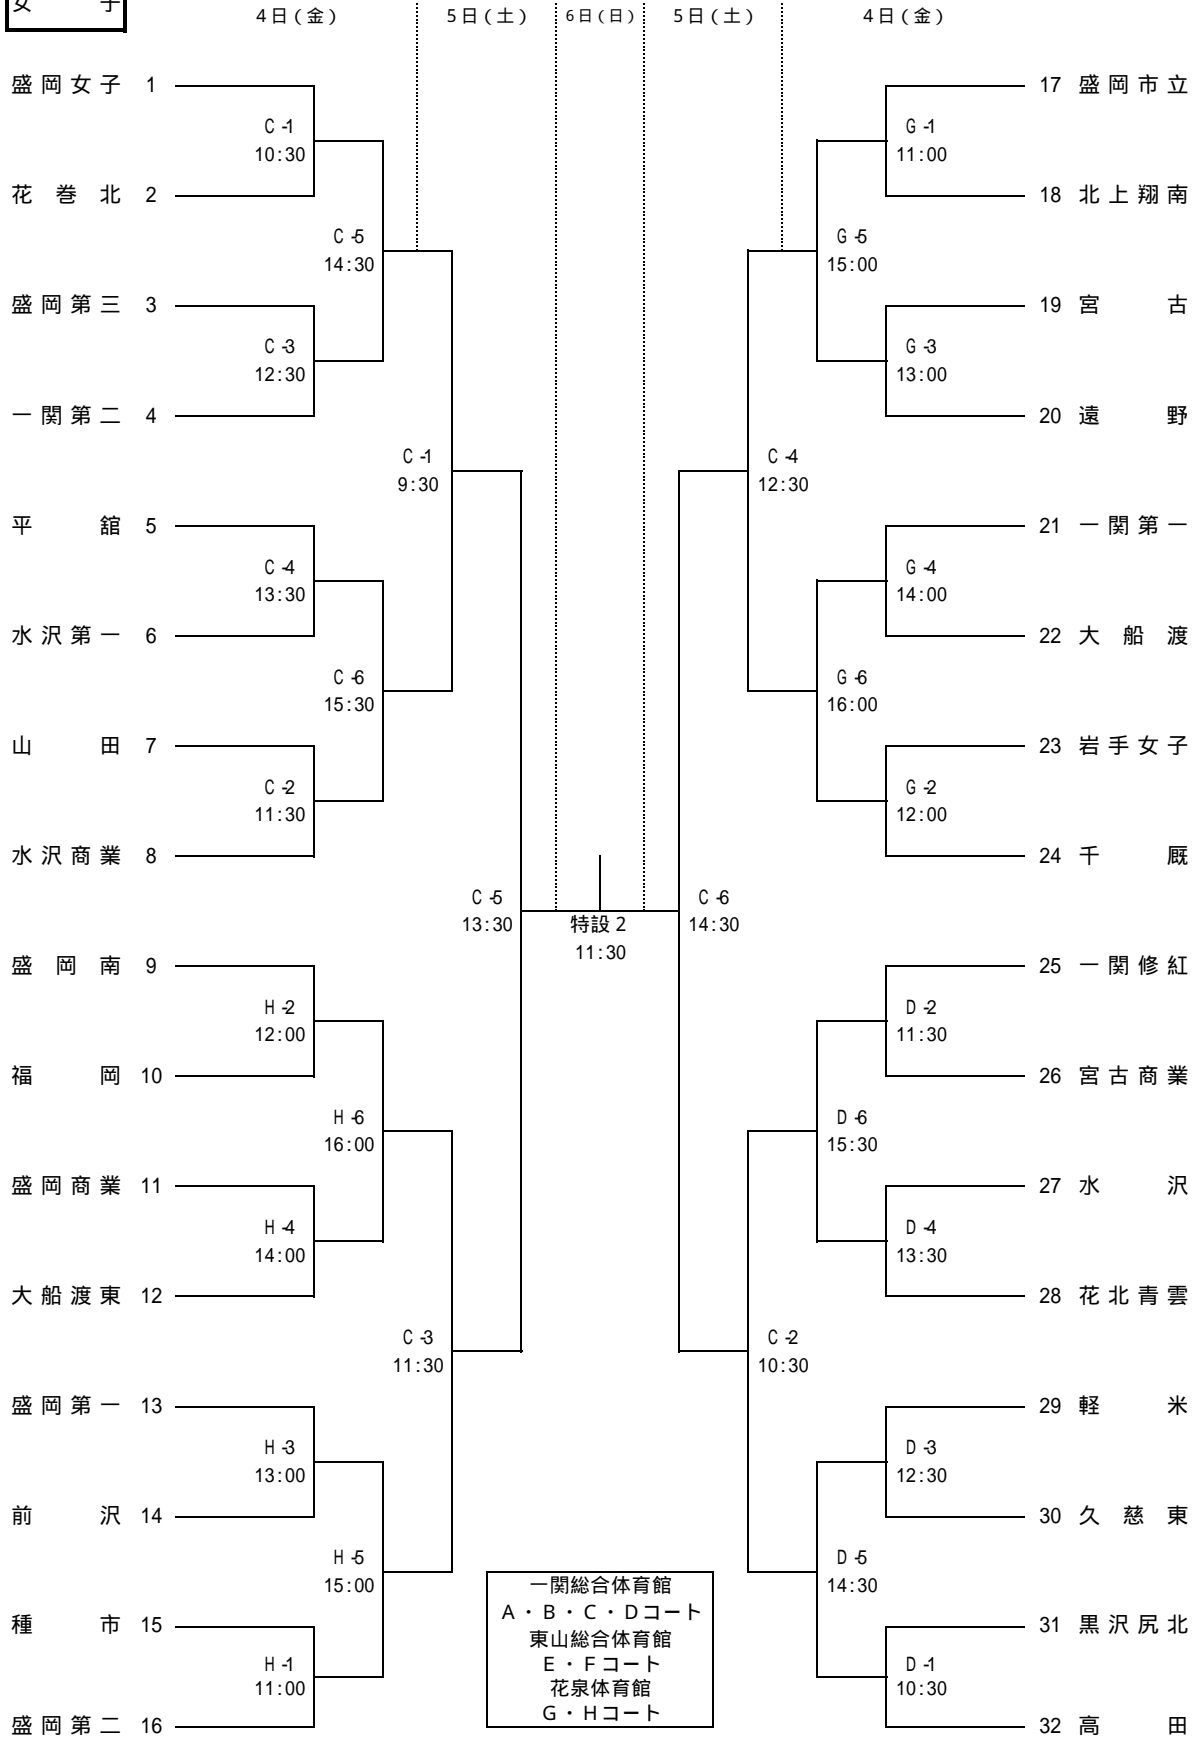 女 子
4日(金) 5日(土) 6日(日) 5日(土) 4日(金)
盛岡女子 1
C-1
10:30
花巻北 2
C-5
14:30
盛岡第三 3
C-3
12:30
一関第二 4
C-1
9:30
平舘 5
C-4
13:30
水沢第一 6
C-6
15:30
山田 7
C-2
11:30
水沢商業 8
C-5
13:30
盛岡南 9
H-2
12:00
福岡 10
H-6
16:00
盛岡商業 11
H-4
14:00
大船渡東 12
C-3
11:30
盛岡第一 13
H-3
13:00
前沢 14
H-5
15:00
種市 15
H-1
11:00
盛岡第二 16
特設2
11:30
17 盛岡市立
G-1
11:00
18 北上翔南
G-5
15:00
19 宮古
G-3
13:00
20 遠野
C-4
12:30
21 一関第一
G-4
14:00
22 大船渡
G-6
16:00
23 岩手女子
G-2
12:00
24 千厩
C-6
14:30
25 一関修紅
D-2
11:30
26 宮古商業
D-6
15:30
27 水沢
D-4
13:30
28 花北青雲
C-2
10:30
29 軽米
D-3
12:30
30 久慈東
D-5
14:30
31 黒沢尻北
D-1
10:30
32 高田
一関総合体育館
A・B・C・Dコート
東山総合体育館
E・Fコート
花泉体育館
G・Hコート